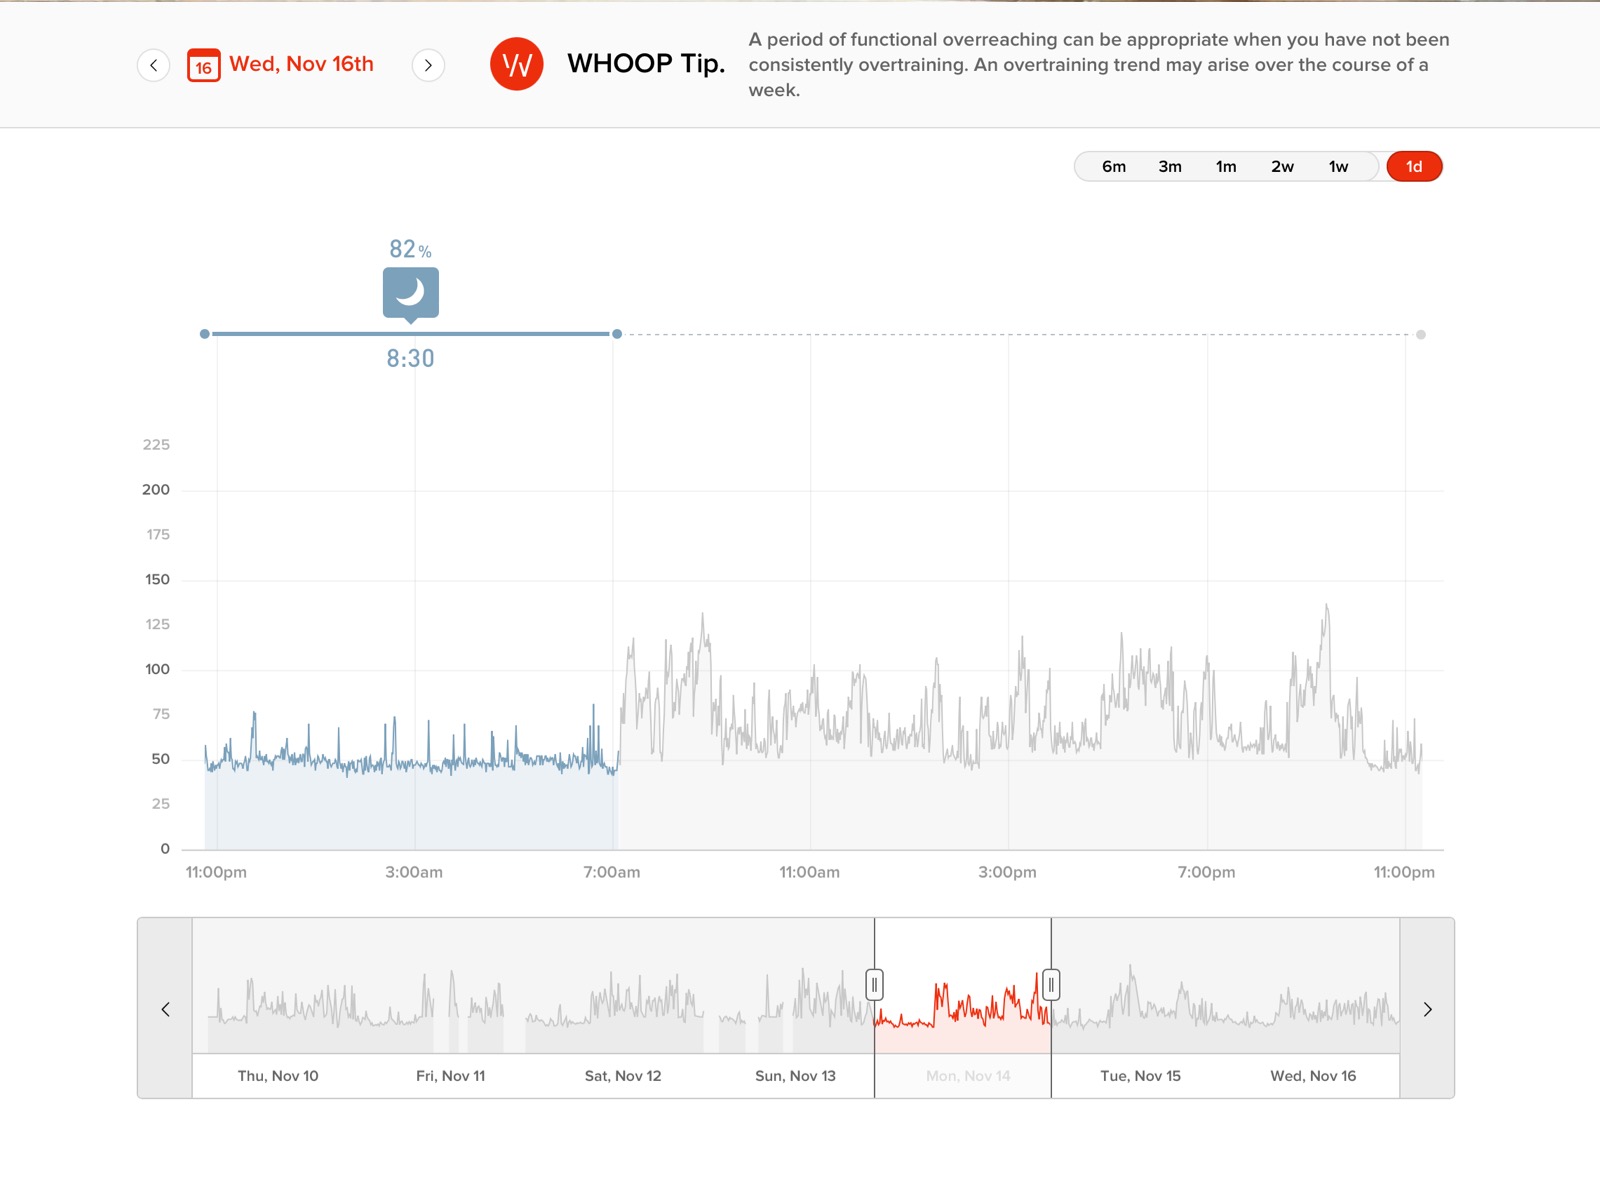 16
Wed, Nov 16th
WHOOP Tip.
A period of functional overreaching can be appropriate when you have not been
consistently overtraining. An overtraining trend may arise over the course of a
week.
6m 3m 1m 2w 1w 1d
82%
8:30
225
200
175
150
125
100
75
50
25
0
11:00pm 3:00am 7:00am 11:00am 3:00pm 7:00pm 11:00pm
Thu, Nov 10 Fri, Nov 11 Sat, Nov 12 Sun, Nov 13 Mon, Nov 14 Tue, Nov 15 Wed, Nov 16